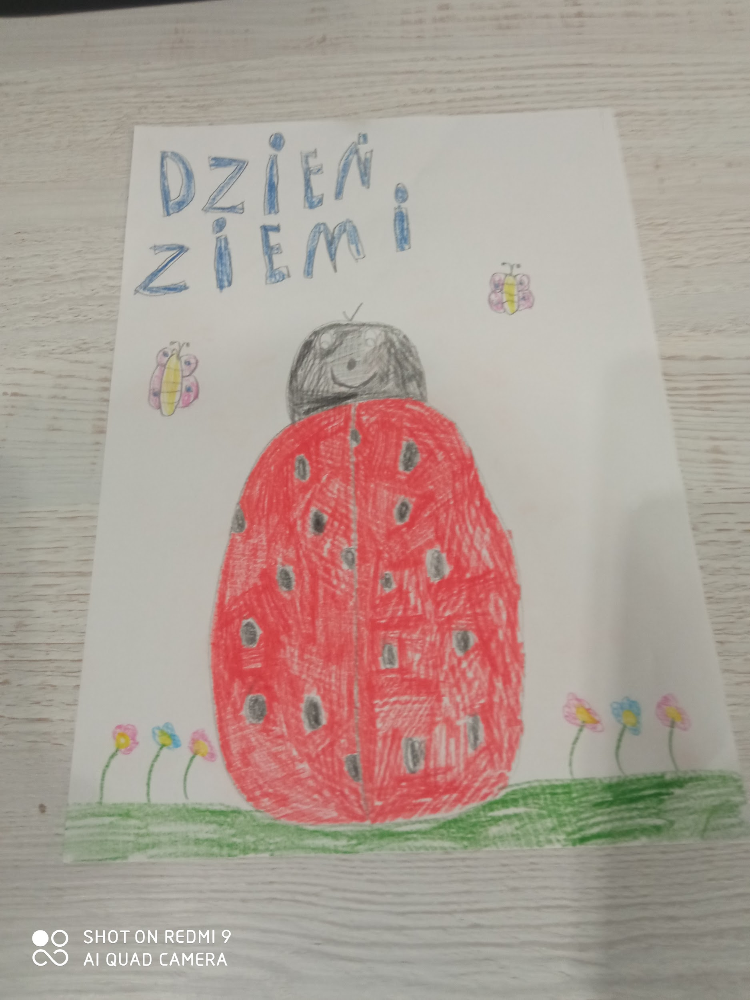 DZIEŃ
ZIEMI
SHOT ON REDMI 9
AI QUAD CAMERA